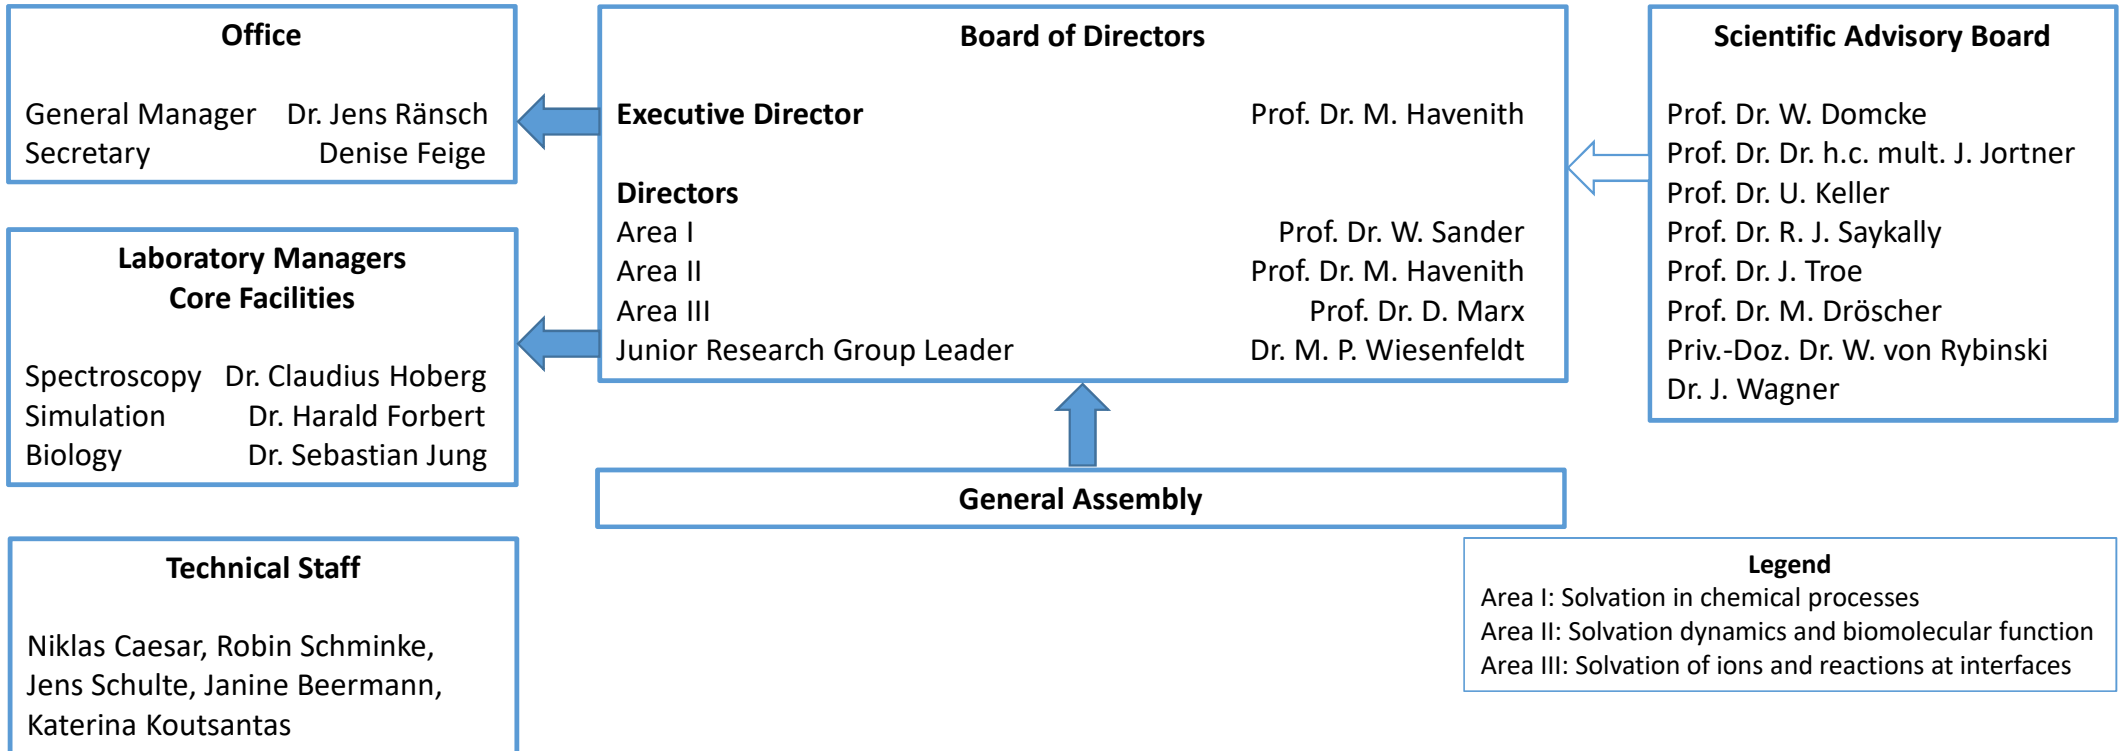 Office
General Manager Dr. Jens Ränsch
Secretary Denise Feige
Laboratory Managers
Core Facilities
Spectroscopy Dr. Claudius Hoberg
Simulation Dr. Harald Forbert
Biology Dr. Sebastian Jung
Technical Staff
Niklas Caesar, Robin Schminke,
Jens Schulte, Janine Beermann,
Katerina Koutsantas
Board of Directors
Executive Director Prof. Dr. M. Havenith
Directors
Area I Prof. Dr. W. Sander
Area II Prof. Dr. M. Havenith
Area III Prof. Dr. D. Marx
Junior Research Group Leader Dr. M. P. Wiesenfeldt
General Assembly
Scientific Advisory Board
Prof. Dr. W. Domcke
Prof. Dr. Dr. h.c. mult. J. Jortner
Prof. Dr. U. Keller
Prof. Dr. R. J. Saykally
Prof. Dr. J. Troe
Prof. Dr. M. Dröscher
Priv.-Doz. Dr. W. von Rybinski
Dr. J. Wagner
Legend
Area I: Solvation in chemical processes
Area II: Solvation dynamics and biomolecular function
Area III: Solvation of ions and reactions at interfaces